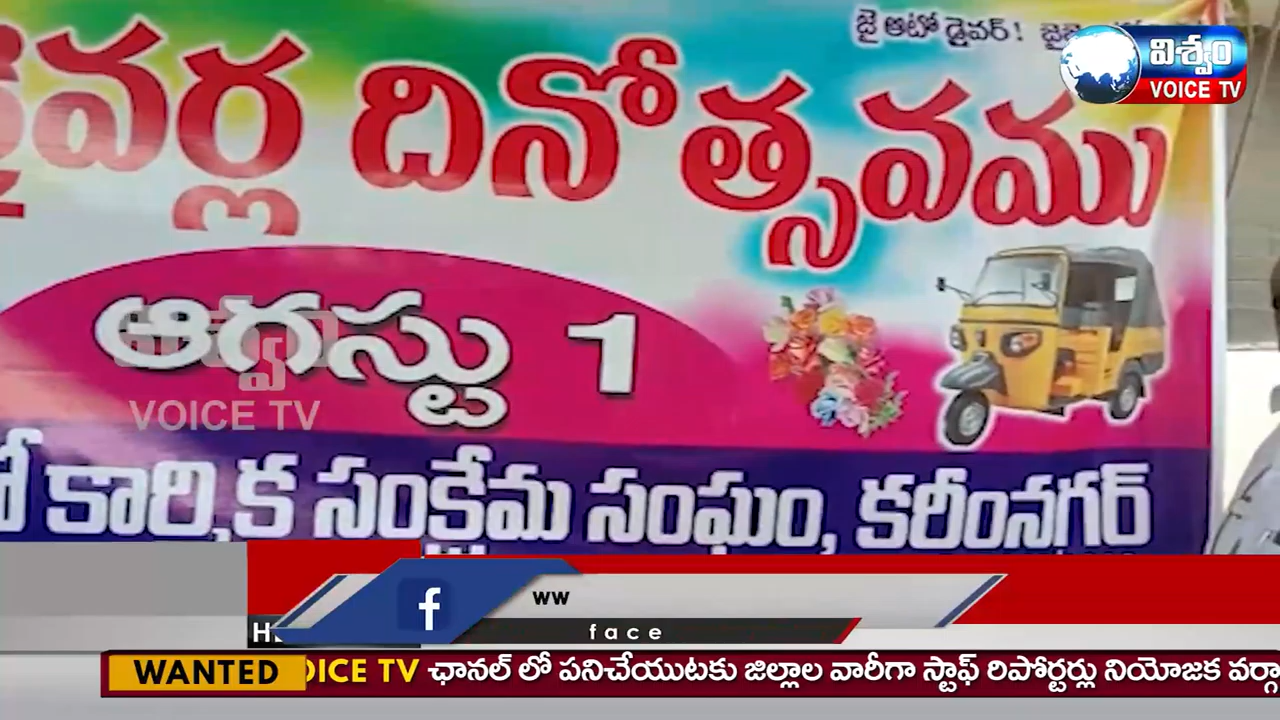 జై ఆటో డ్రైవర్!
విశ్వం
VOICE TV
డ్రైవర్ల దినోత్సవము
ఆగస్టు 1
VOICE TV
కార్మిక సంక్షేమ సంఘం, కరీంనగర్
f
ww
face
WANTED
OICE TV ఛానల్ లో పనిచేయుటకు జిల్లాల వారీగా స్టాఫ్ రిపోర్టర్లు నియోజక వర్గా